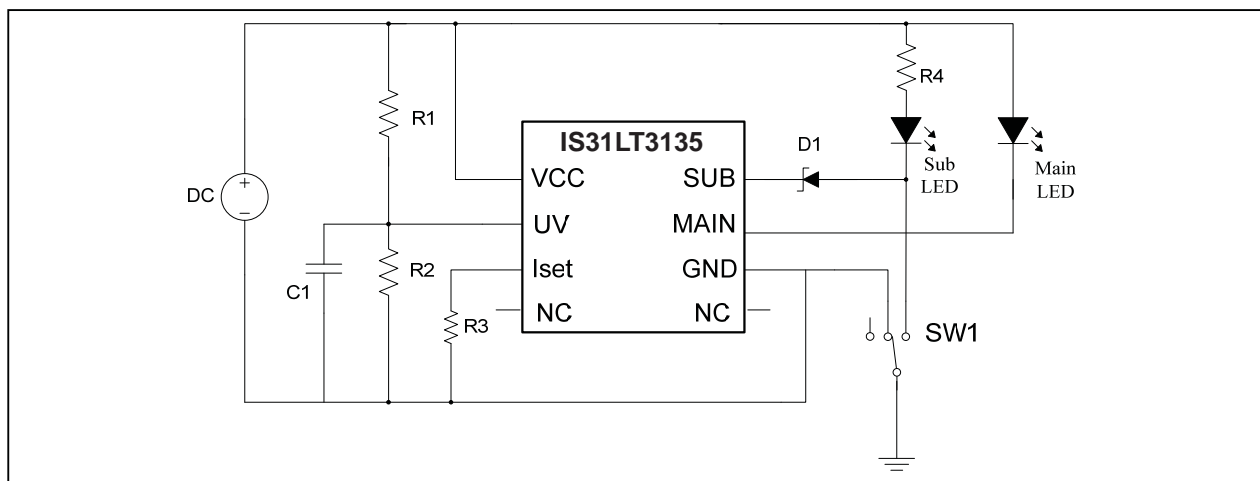 R4
R1
IS31LT3135
D1
VCC
SUB
Sub
LED
Main
LED
DC
+
−
UV
MAIN
Iset
GND
R2
C1
R3
NC
NC
SW1